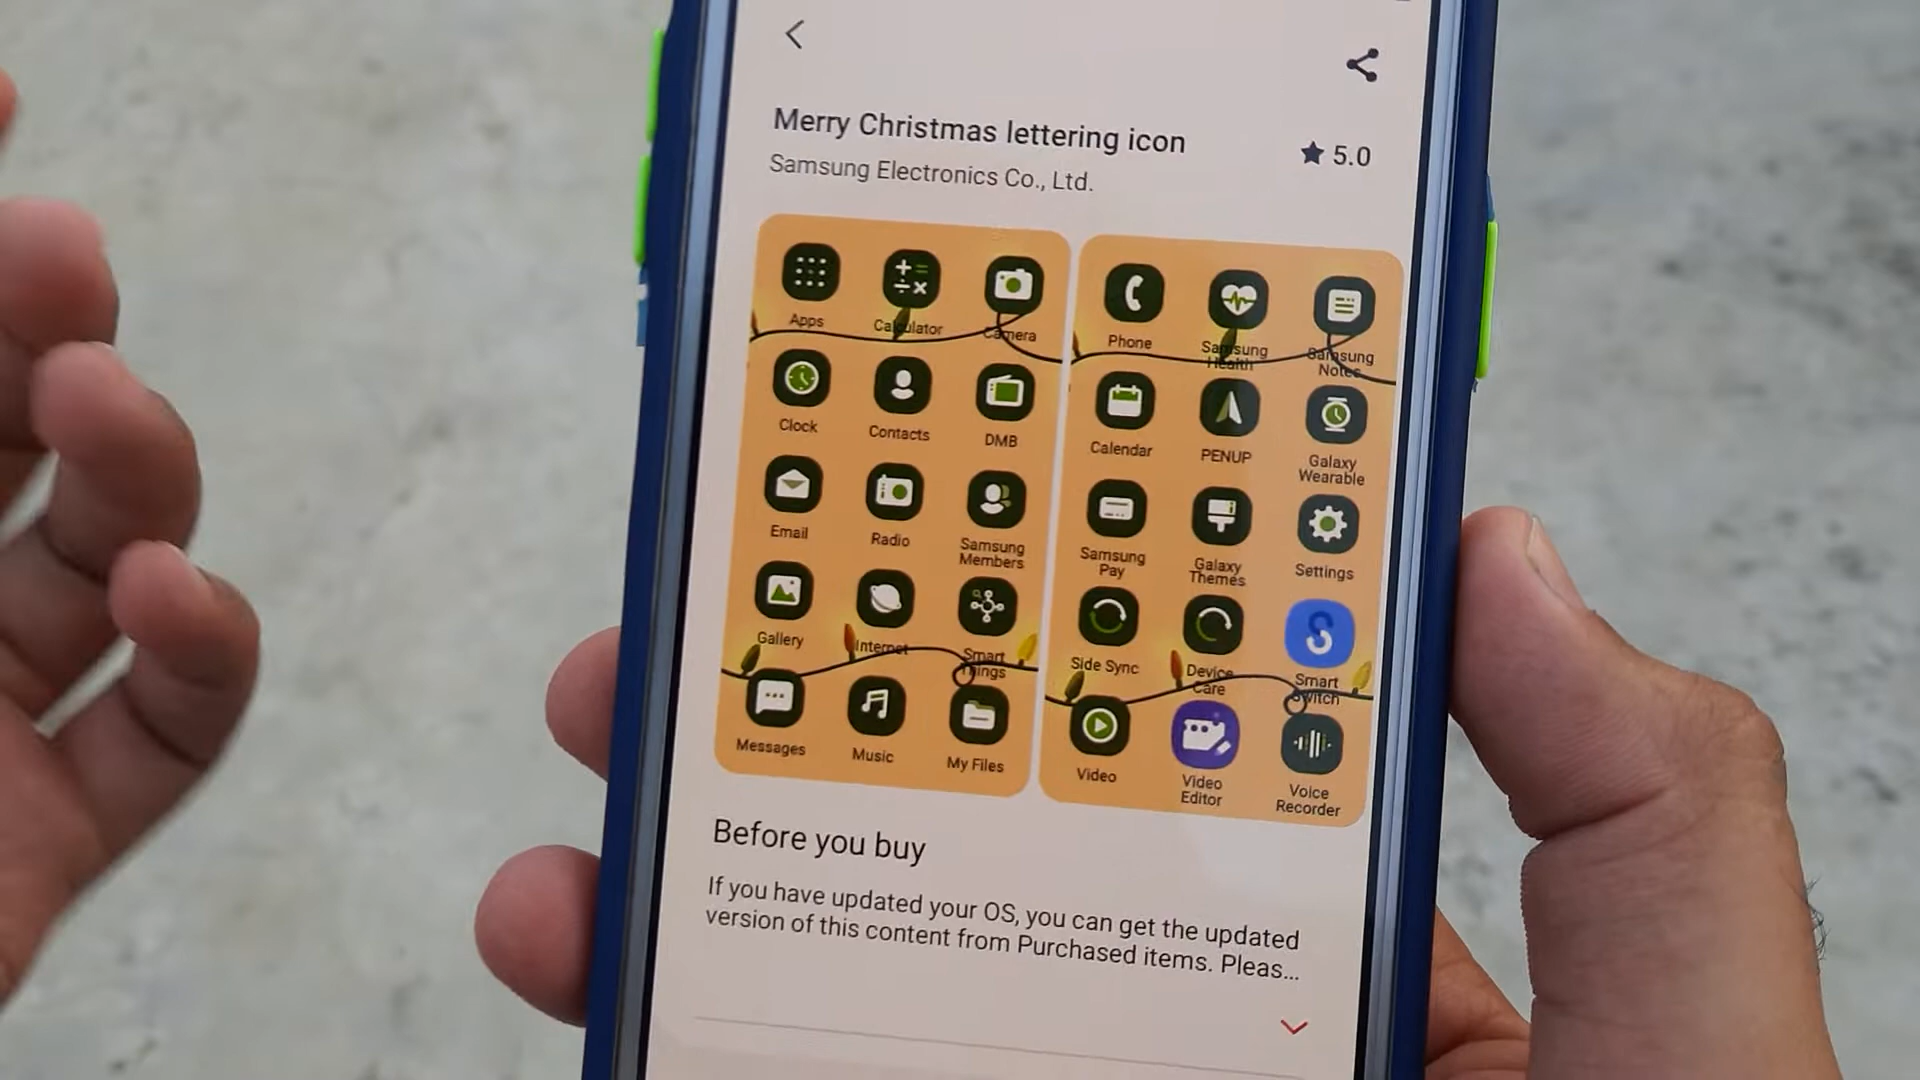 Merry Christmas lettering icon
5.0
Samsung Electronics Co., Ltd.
Apps
Calculator
Camera
Clock
Contacts
DMB
Email
Radio
Samsung
Members
Gallery
Internet
Smart
Things
Messages
Music
My Files
Phone
Samsung
Health
Samsung
Notes
Calendar
PENUP
Galaxy
Wearable
Samsung
Pay
Galaxy
Themes
Settings
Side Sync
Device
Care
Smart
Switch
Video
Video
Editor
Voice
Recorder
Before you buy
If you have updated your OS, you can get the updated
version of this content from Purchased items. Pleas...